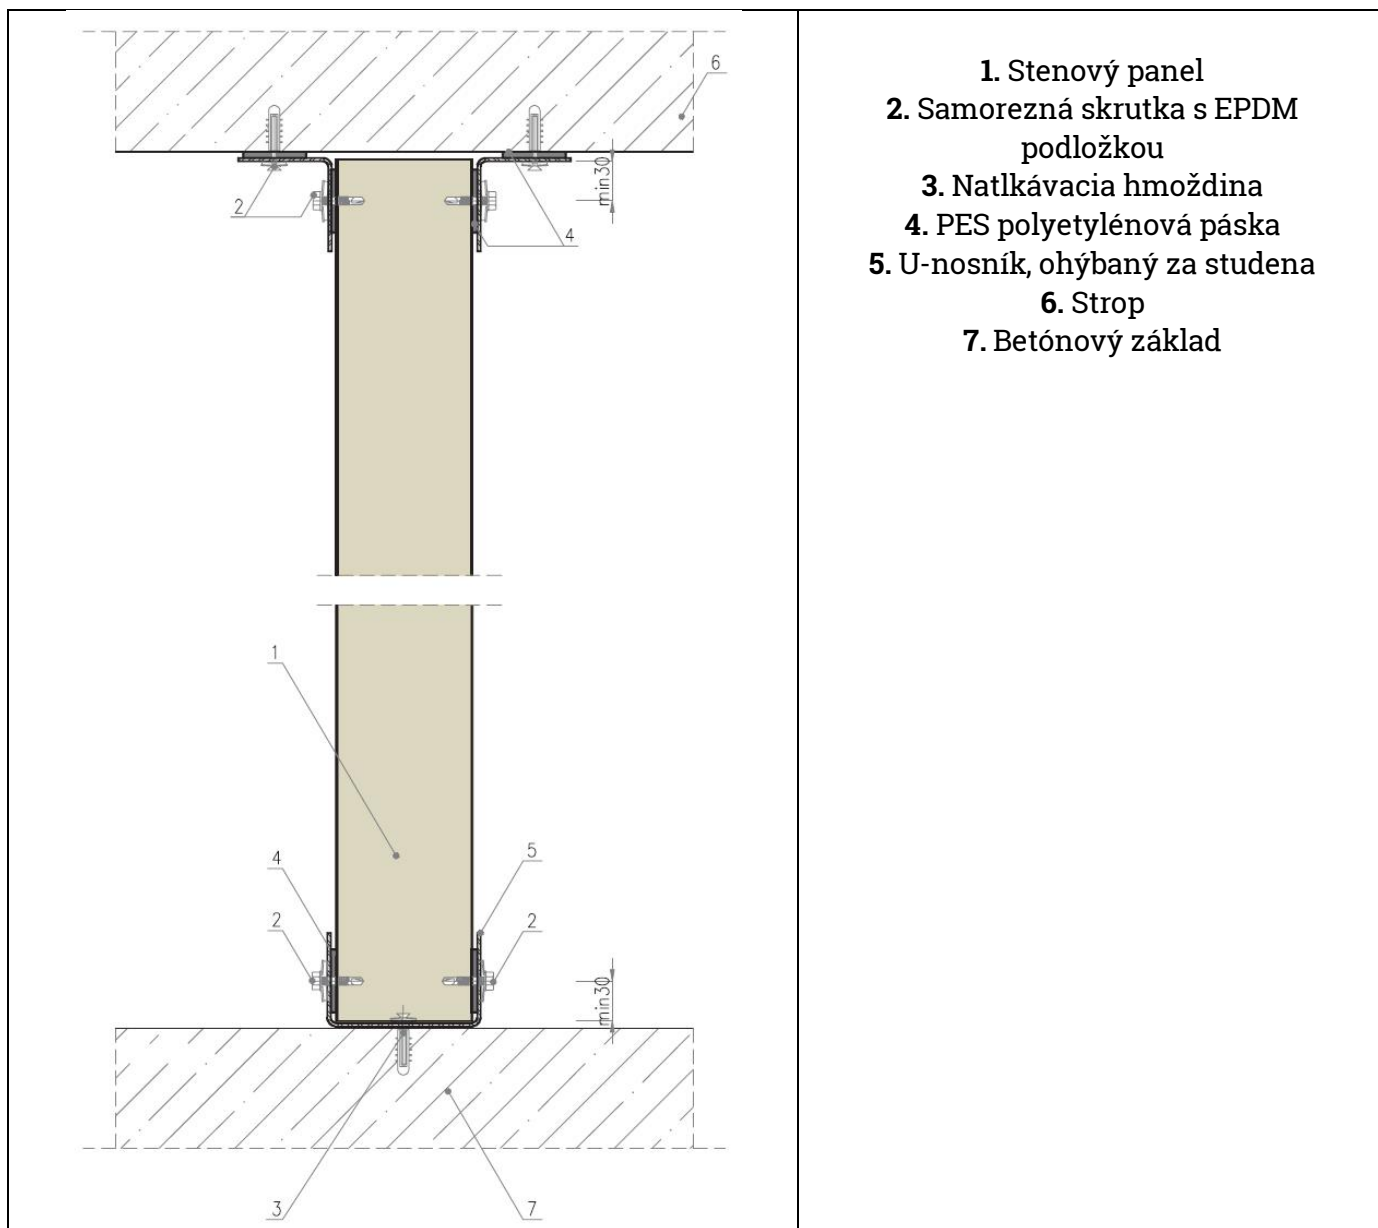 6
min30
2
4
1
4
5
2
2
min30
3
7
1. Stenový panel
2. Samorezná skrutka s EPDM
podložkou
3. Natlkávacia hmoždina
4. PES polyetylénová páska
5. U-nosník, ohýbaný za studena
6. Strop
7. Betónový základ